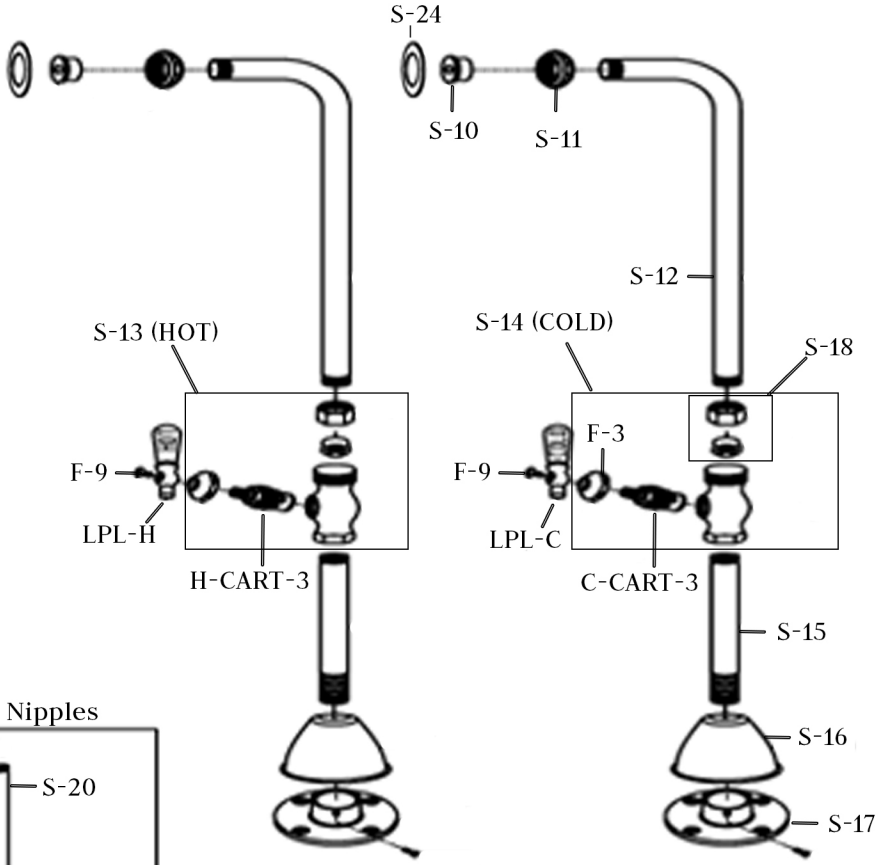 S-24
S-10
S-11
S-12
S-13 (HOT)
S-14 (COLD)
S-18
F-9
F-3
F-9
LPL-H
LPL-C
H-CART-3
C-CART-3
S-15
Nipples
S-16
S-20
S-17